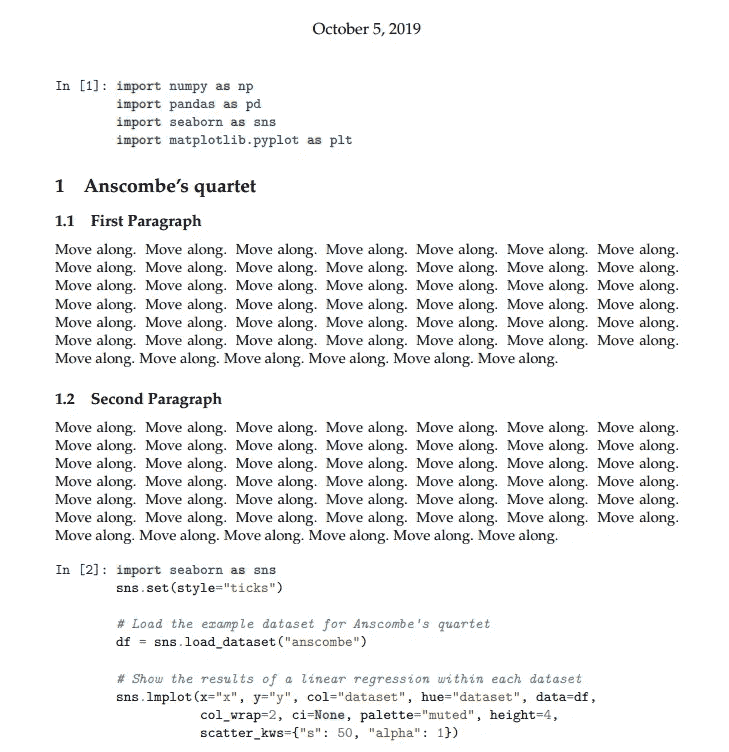 October 5, 2019
In [1]: import numpy as np
import pandas as pd
import seaborn as sns
import matplotlib.pyplot as plt
1 Anscombe's quartet
1.1 First Paragraph
Move along. Move along. Move along. Move along. Move along. Move along. Move along.
Move along. Move along. Move along. Move along. Move along. Move along. Move along.
Move along. Move along. Move along. Move along. Move along. Move along. Move along.
Move along. Move along. Move along. Move along. Move along. Move along. Move along.
Move along. Move along. Move along. Move along. Move along. Move along. Move along.
Move along. Move along. Move along. Move along. Move along. Move along. Move along.
Move along. Move along. Move along. Move along. Move along. Move along.
1.2 Second Paragraph
Move along. Move along. Move along. Move along. Move along. Move along. Move along.
Move along. Move along. Move along. Move along. Move along. Move along. Move along.
Move along. Move along. Move along. Move along. Move along. Move along. Move along.
Move along. Move along. Move along. Move along. Move along. Move along. Move along.
Move along. Move along. Move along. Move along. Move along. Move along. Move along.
Move along. Move along. Move along. Move along. Move along. Move along. Move along.
Move along. Move along. Move along. Move along. Move along. Move along.
In [2]: import seaborn as sns
sns.set(style="ticks")
# Load the example dataset for Anscombe's quartet
df = sns.load_dataset("anscombe")
# Show the results of a linear regression within each dataset
sns.lmplot(x="x", y="y", col="dataset", hue="dataset", data=df,
col_wrap=2, ci=None, palette="muted", height=4,
scatter_kws={"s": 50, "alpha": 1})